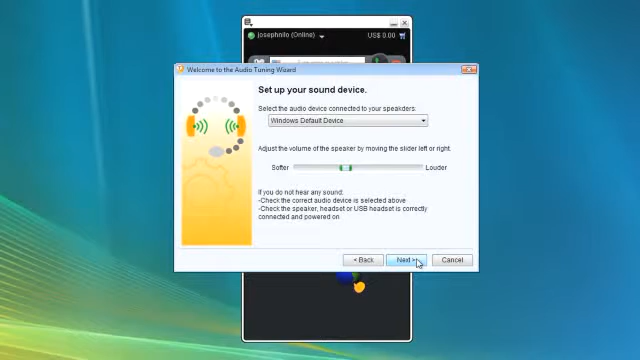 josephnilo (Online)
US$ 0.00
Welcome to the Audio Tuning Wizard
Set up your sound device.
Select the audio device connected to your speakders:
Windows Default Device
Adjust the volume of the speaker by moving the slider left or right.
Softer
Louder
If you do not hear any sound:
-Check the correct audio device is selected above
-Check the speaker, headset or USB headset is correctly
connected and powered on
< Back
Next >
Cancel